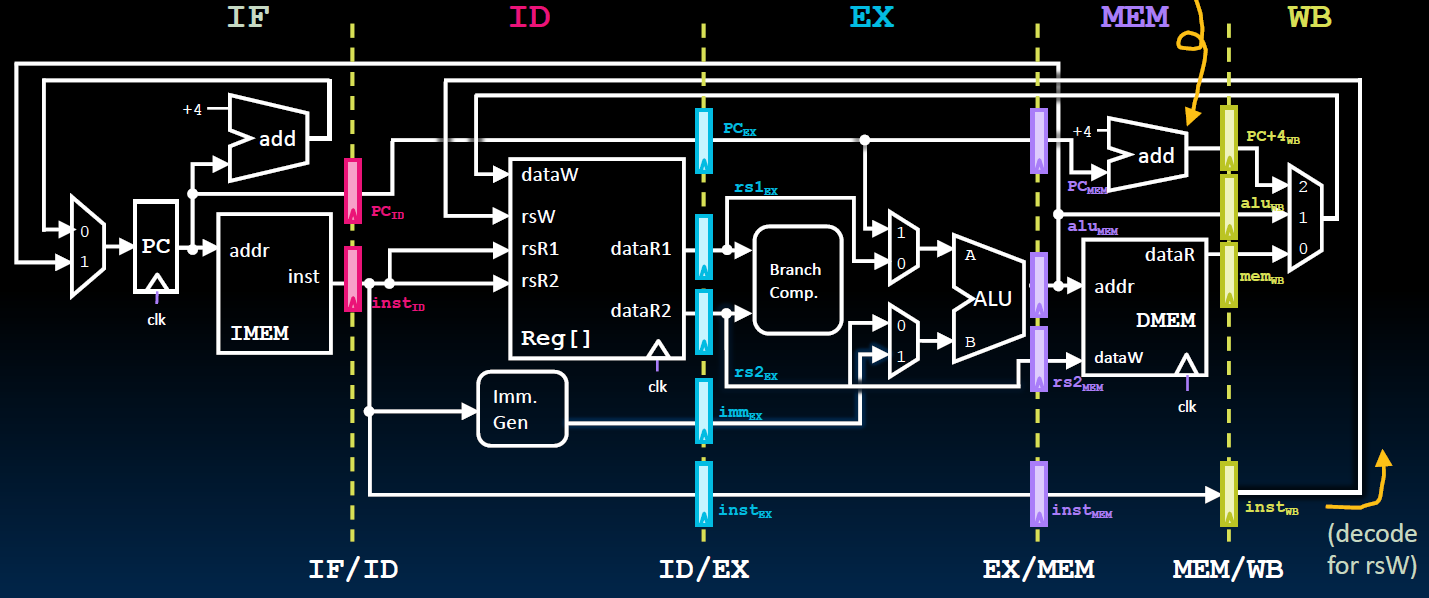 IF ID EX MEM WB
+4
add
PC_ID
0
1
PC
clk
addr
inst
IMEM
inst_ID
dataW
rsW
rsR1
rsR2
dataR1
dataR2
Reg[]
clk
Imm.
Gen
PC_EX
rs1_EX
Branch
Comp.
rs2_EX
imm_EX
inst_EX
1
0
0
1
A
ALU
B
+4
add
PC_MEM
alu_MEM
dataR
addr
DMEM
dataW
clk
rs2_MEM
inst_MEM
PC+4_WB
alu_WB
mem_WB
2
1
0
inst_WB
(decode
for rsW)
IF/ID ID/EX EX/MEM MEM/WB